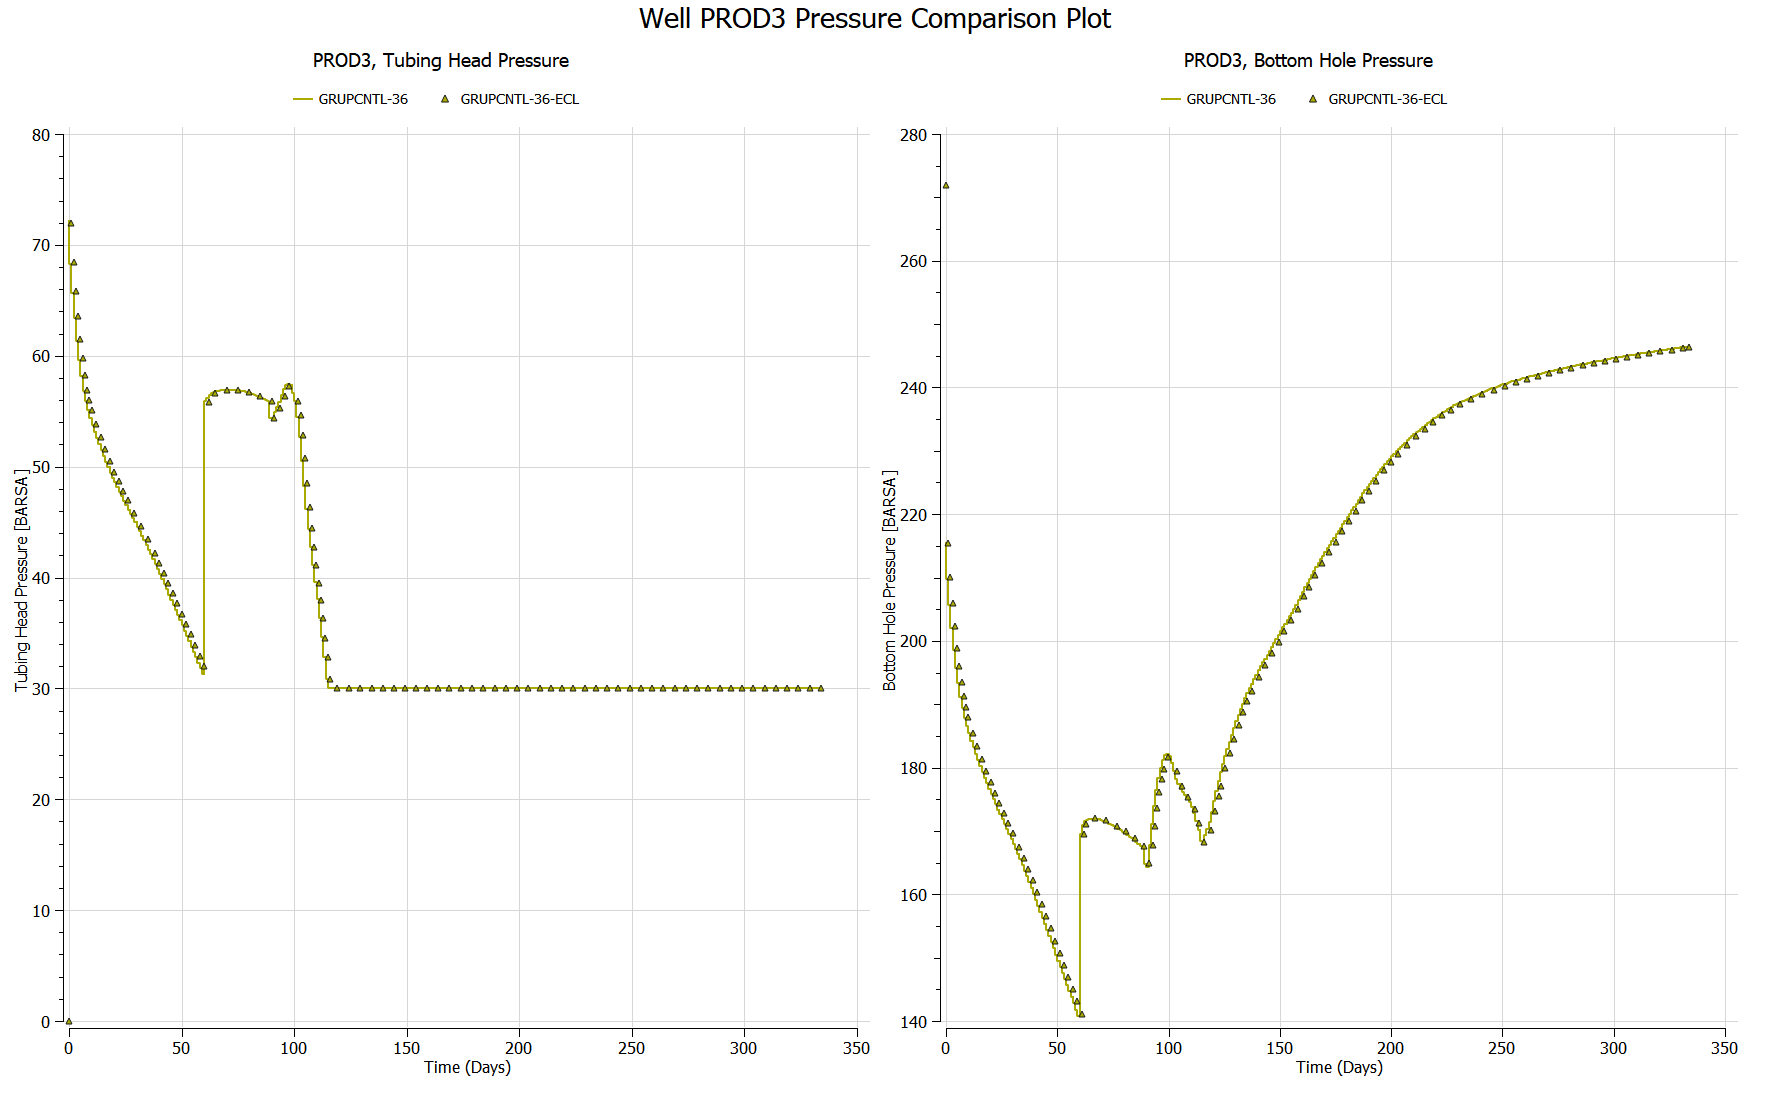 Well PROD3 Pressure Comparison Plot
PROD3, Tubing Head Pressure
GRUPCNTL-36 GRUPCNTL-36-ECL
80
70
60
50
40
30
20
10
0
Tubing Head Pressure [BARSA]
0 50 100 150 200 250 300 350
Time (Days)
PROD3, Bottom Hole Pressure
GRUPCNTL-36 GRUPCNTL-36-ECL
280
260
240
220
200
180
160
140
Bottom Hole Pressure [BARSA]
0 50 100 150 200 250 300 350
Time (Days)